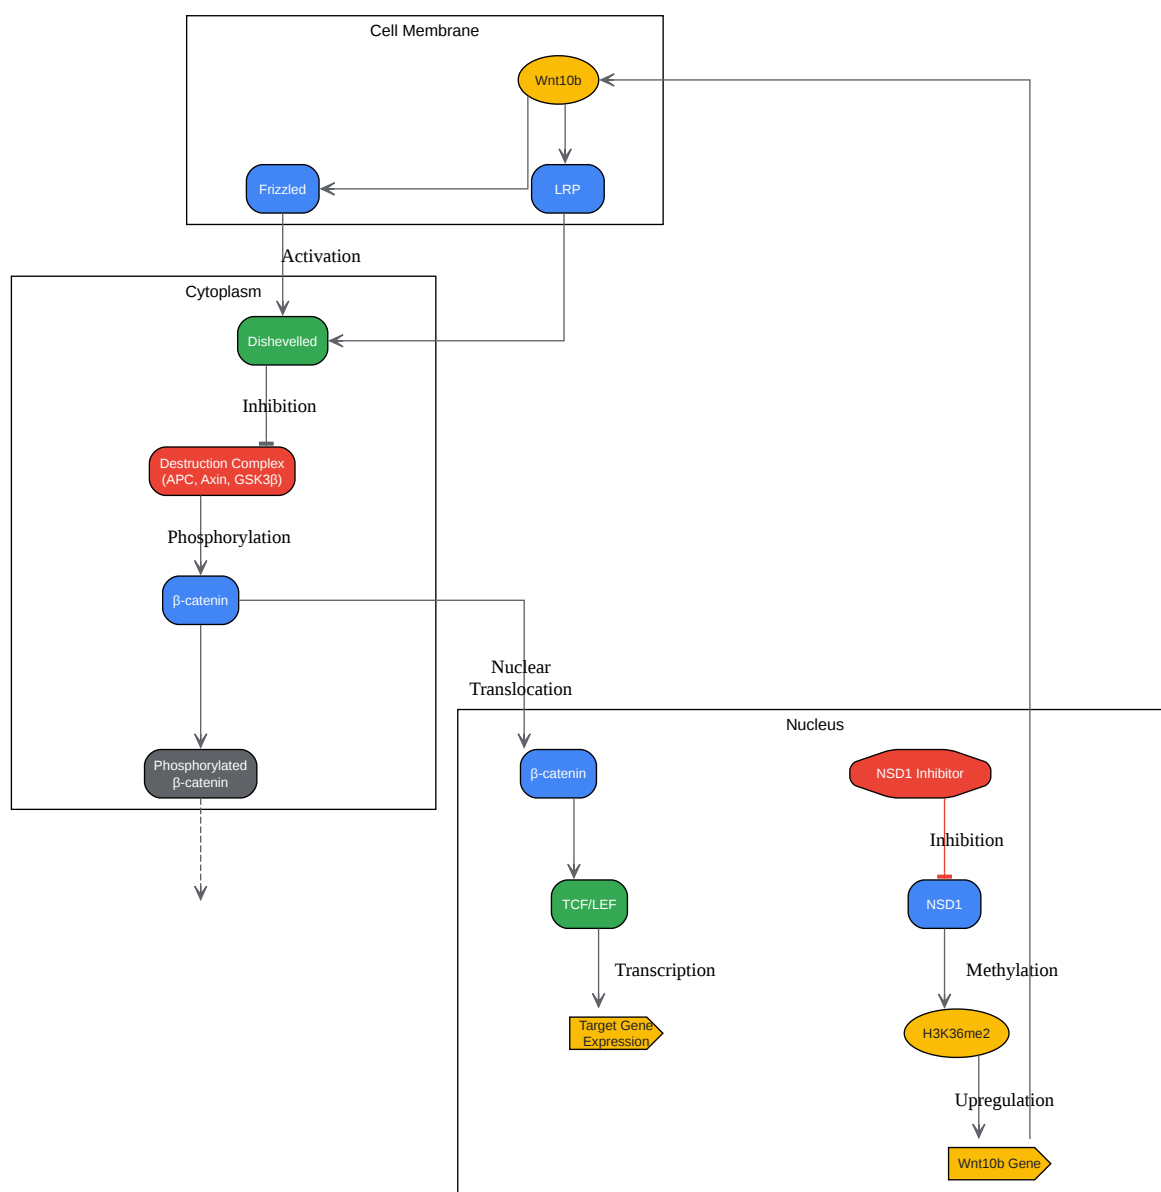 Cell Membrane
Wnt10b
Frizzled
LRP
Activation
Cytoplasm
Dishevelled
Inhibition
Destruction Complex
(APC, Axin, GSK3β)
Phosphorylation
β-catenin
Nuclear
Translocation
Nucleus
Phosphorylated
β-catenin
β-catenin
NSD1 Inhibitor
Inhibition
TCF/LEF
NSD1
Transcription
Methylation
Target Gene
Expression
H3K36me2
Upregulation
Wnt10b Gene